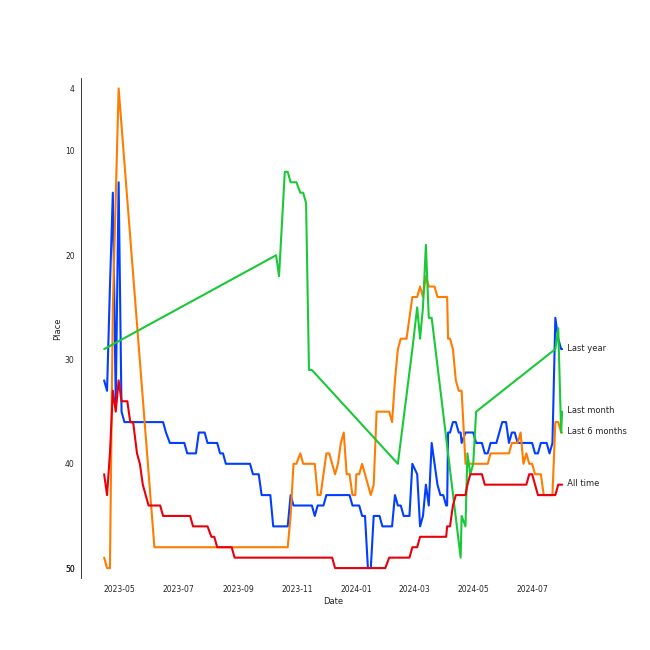 4
10
20
30
40
50
Place
2023-05
2023-07
2023-09
2023-11
2024-01
2024-03
2024-05
2024-07
Date
Last year
Last month
Last 6 months
All time